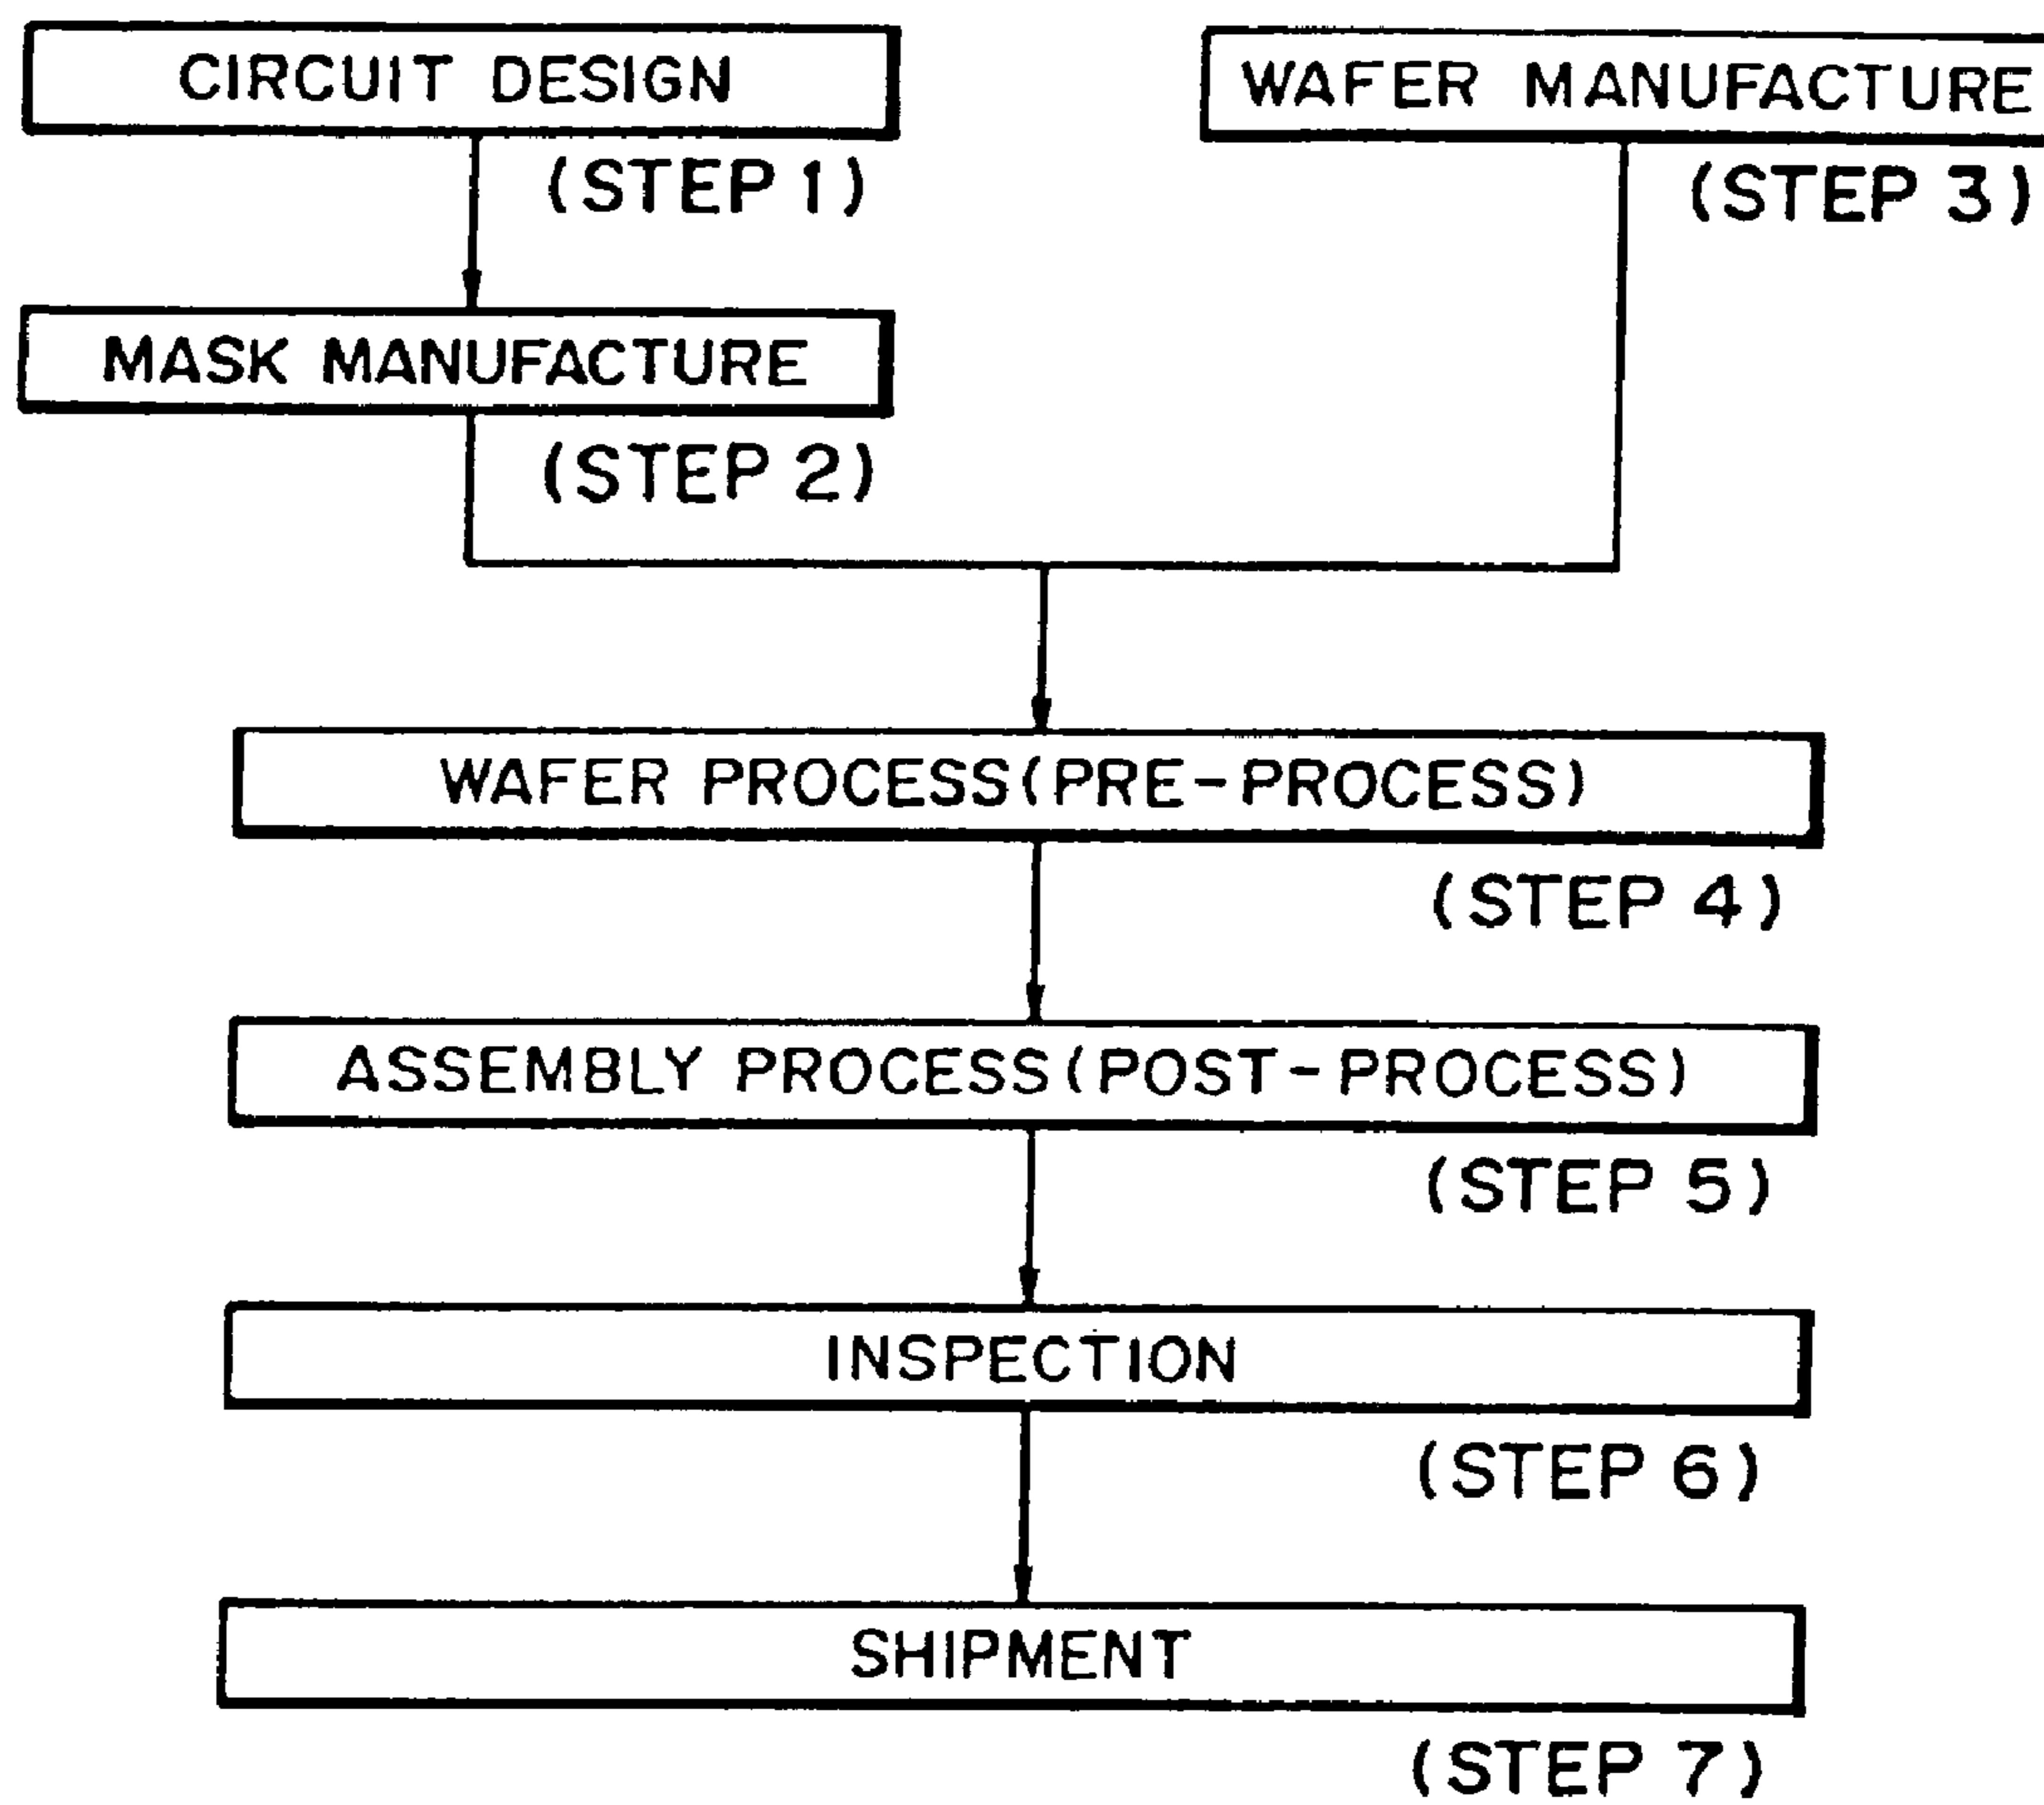 CIRCUIT DESIGN
(STEP 1)
WAFER MANUFACTURE
(STEP 3)
MASK MANUFACTURE
(STEP 2)
WAFER PROCESS(PRE-PROCESS)
(STEP 4)
ASSEMBLY PROCESS(POST-PROCESS)
(STEP 5)
INSPECTION
(STEP 6)
SHIPMENT
(STEP 7)